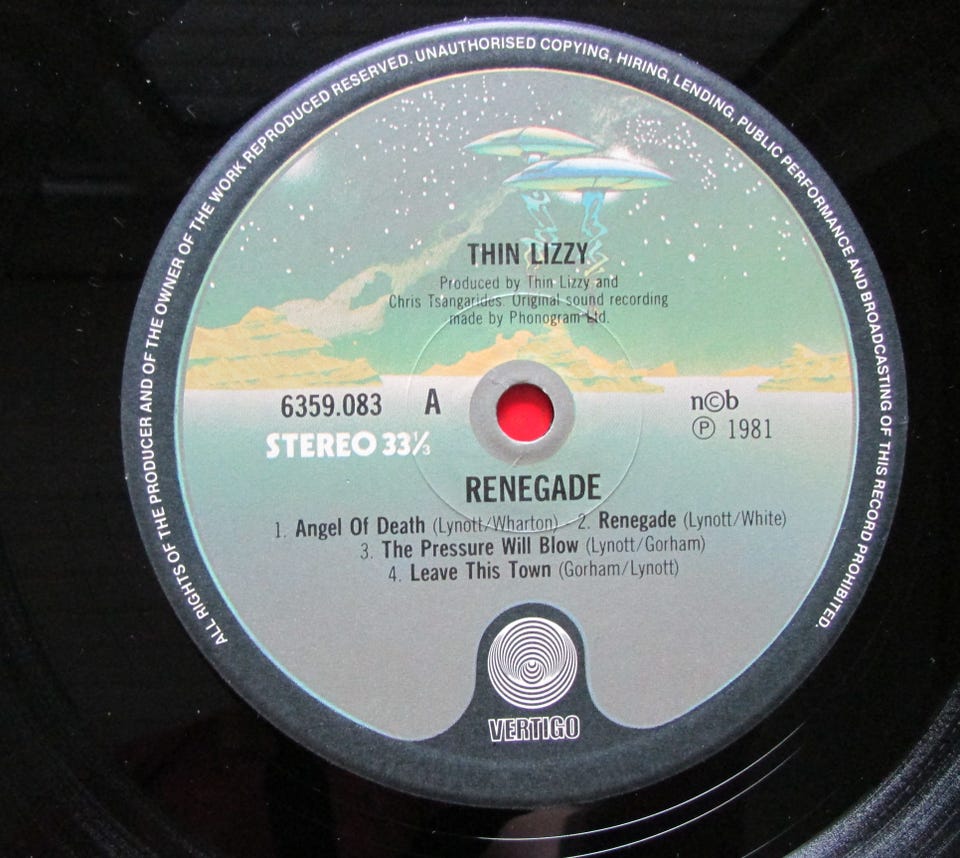 ALL RIGHTS OF THE PRODUCER AND OF THE OWNER OF THE WORK REPRODUCED RESERVED. UNAUTHORISED COPYING, HIRING, LENDING, PUBLIC PERFORMANCE AND BROADCASTING OF THIS RECORD PROHIBITED.
THIN LIZZY
Produced by Thin Lizzy and
Chris Tsangarides. Original sound recording
made by Phonogram Ltd.
6359.083 A n©b
STEREO 33⅓ ℗ 1981
RENEGADE
1. Angel Of Death (Lynott/Wharton) - 2. Renegade (Lynott/White)
3. The Pressure Will Blow (Lynott/Gorham)
4. Leave This Town (Gorham/Lynott)
VERTIGO